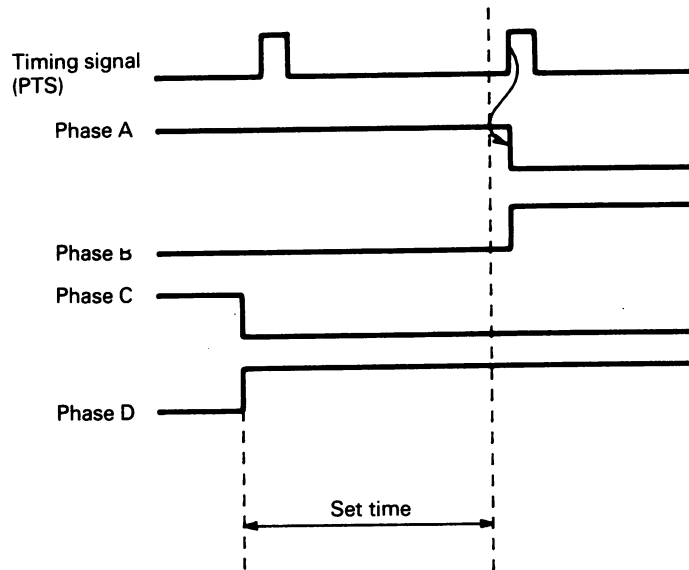 Timing signal
(PTS)
Phase A
Phase B
Phase C
Phase D
Set time